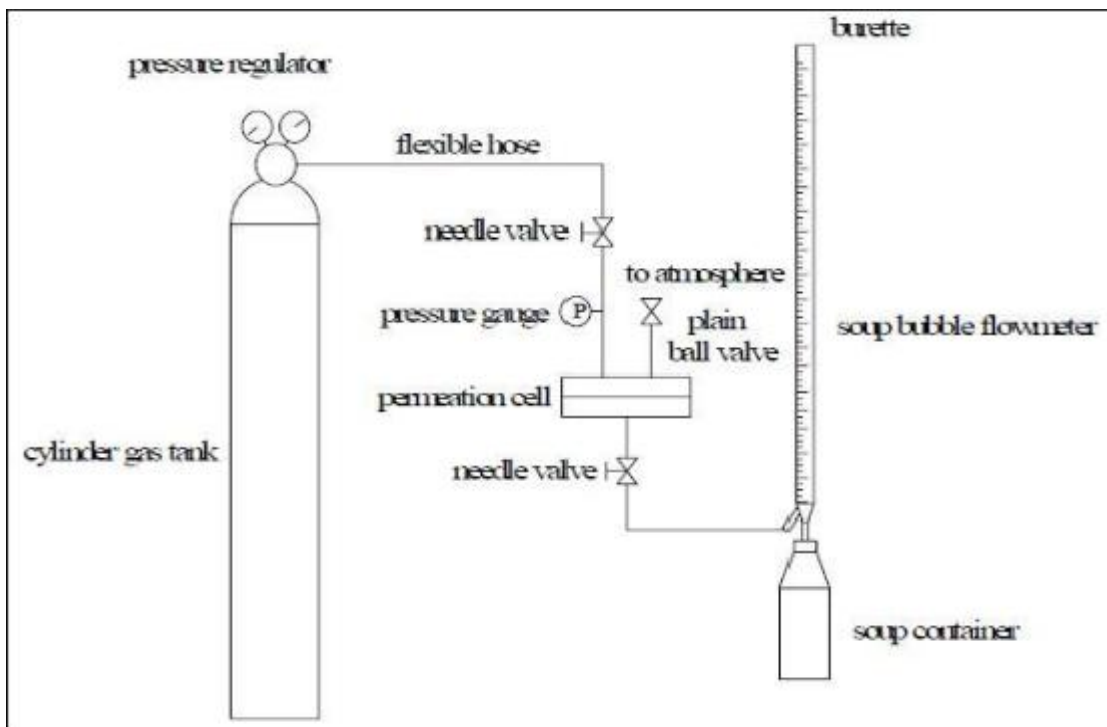 burette
pressure regulator
flexible hose
needle valve
to atmosphere
pressure gauge
P
plain
ball valve
soup bubble flowmeter
permeation cell
cylinder gas tank
needle valve
soup container